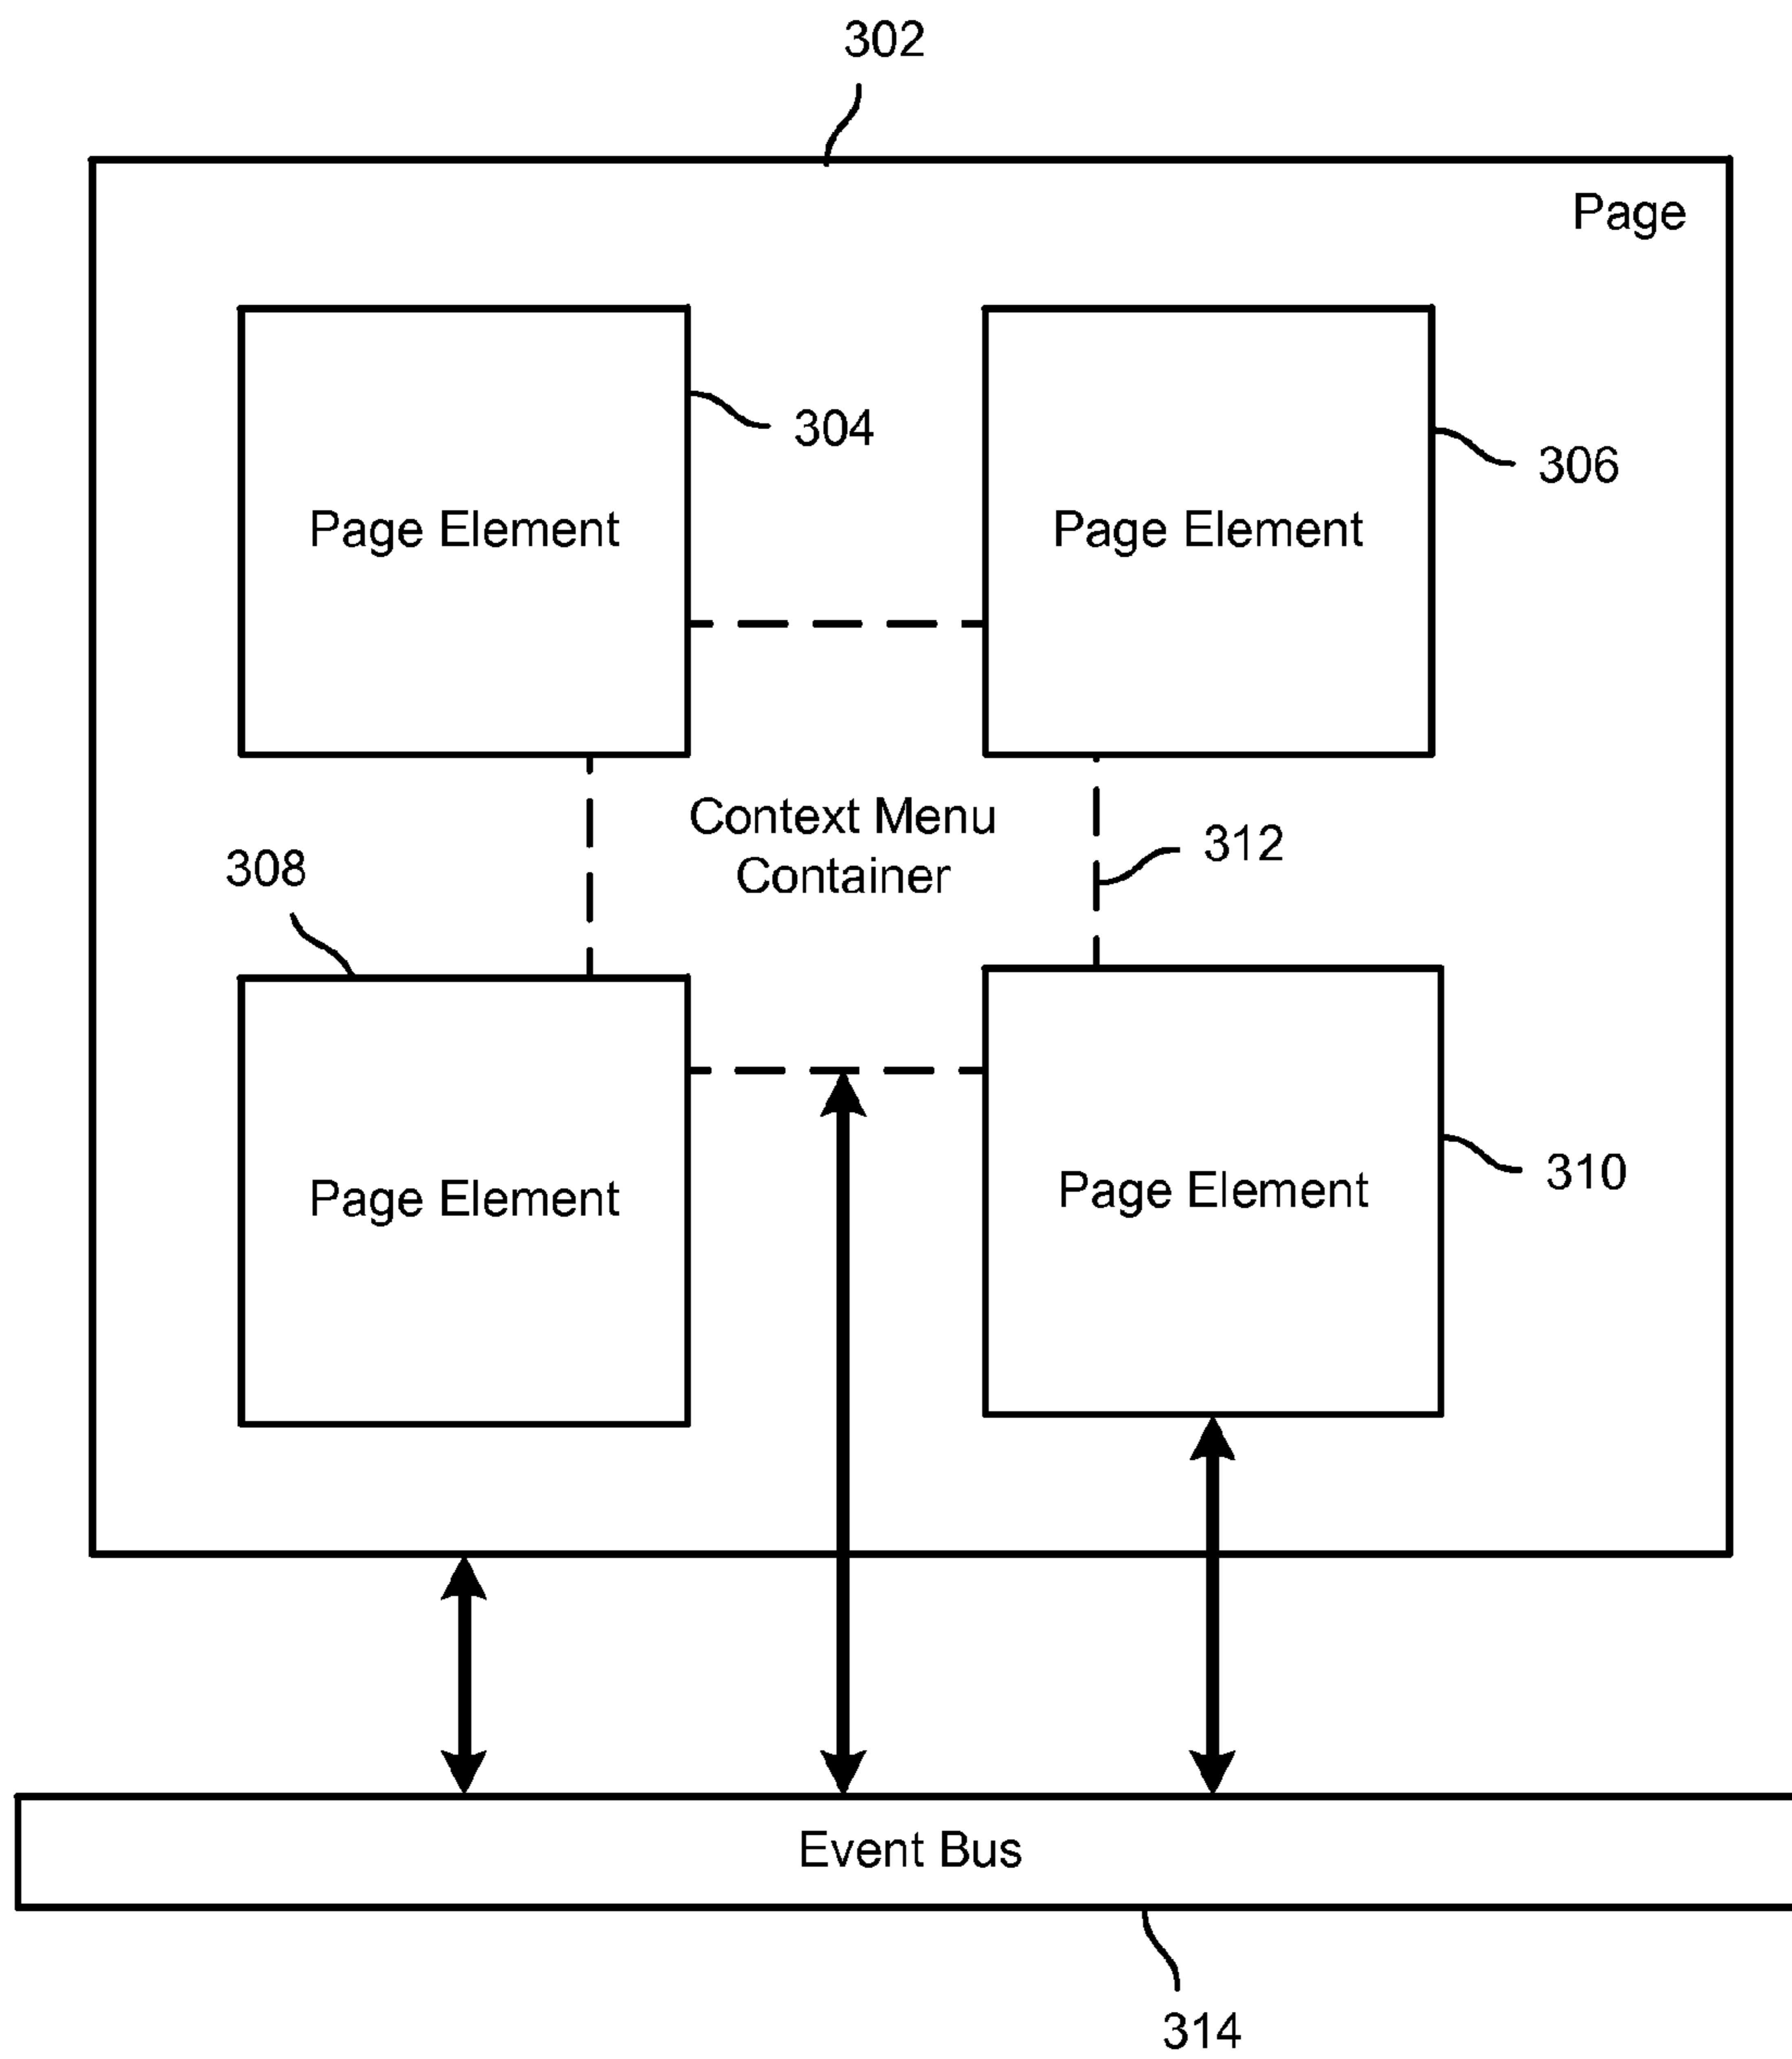 302
Page
304
306
Page Element
Page Element
Context Menu
Container
312
308
310
Page Element
Page Element
Event Bus
314